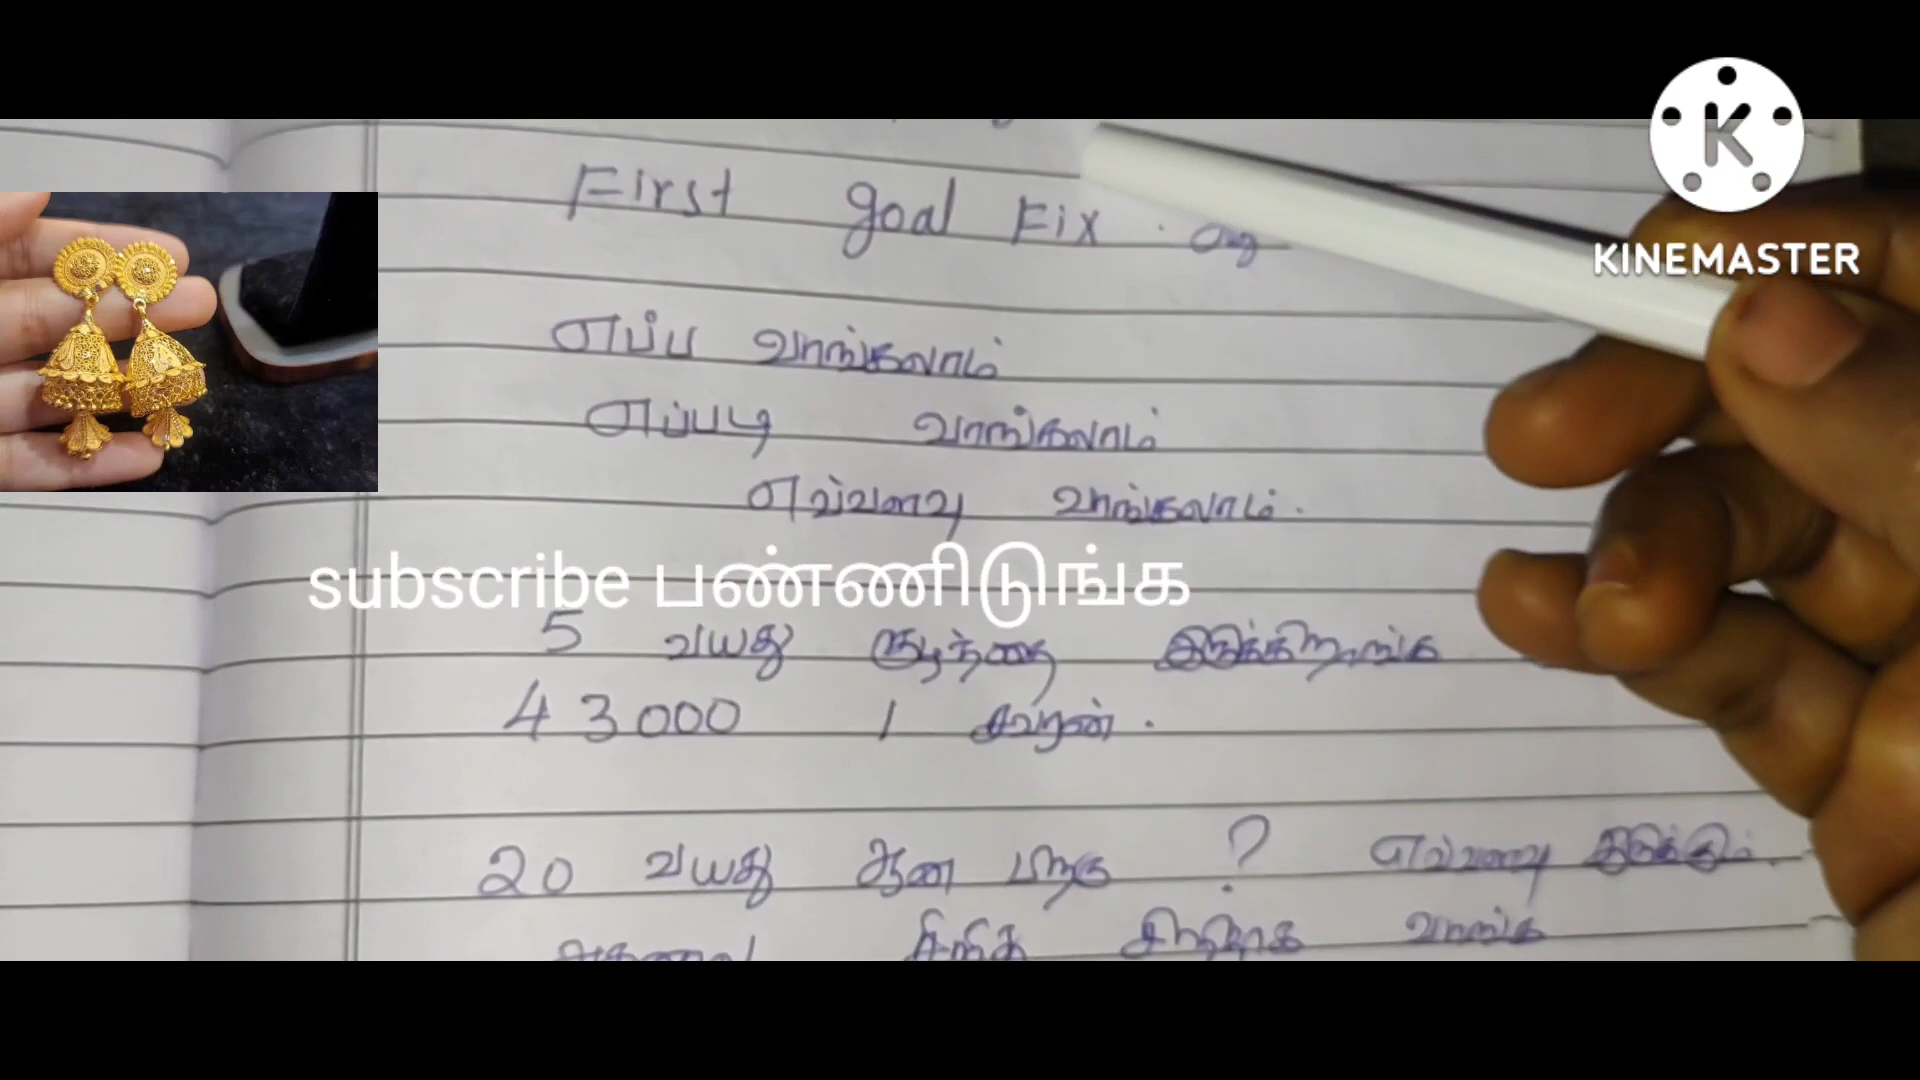 KINEMASTER
First goal Fix.
எப்ப வாங்கலாம்
எப்படி வாங்கலாம்
எவ்வளவு வாங்கலாம்.
subscribe பண்ணிடுங்க
5 வயது குழந்தை இருக்கிறாங்க
43000 1 சவரன்.
20 வயது ஆன பிறகு ? எவ்வளவு இருக்கும்.
வாங்க